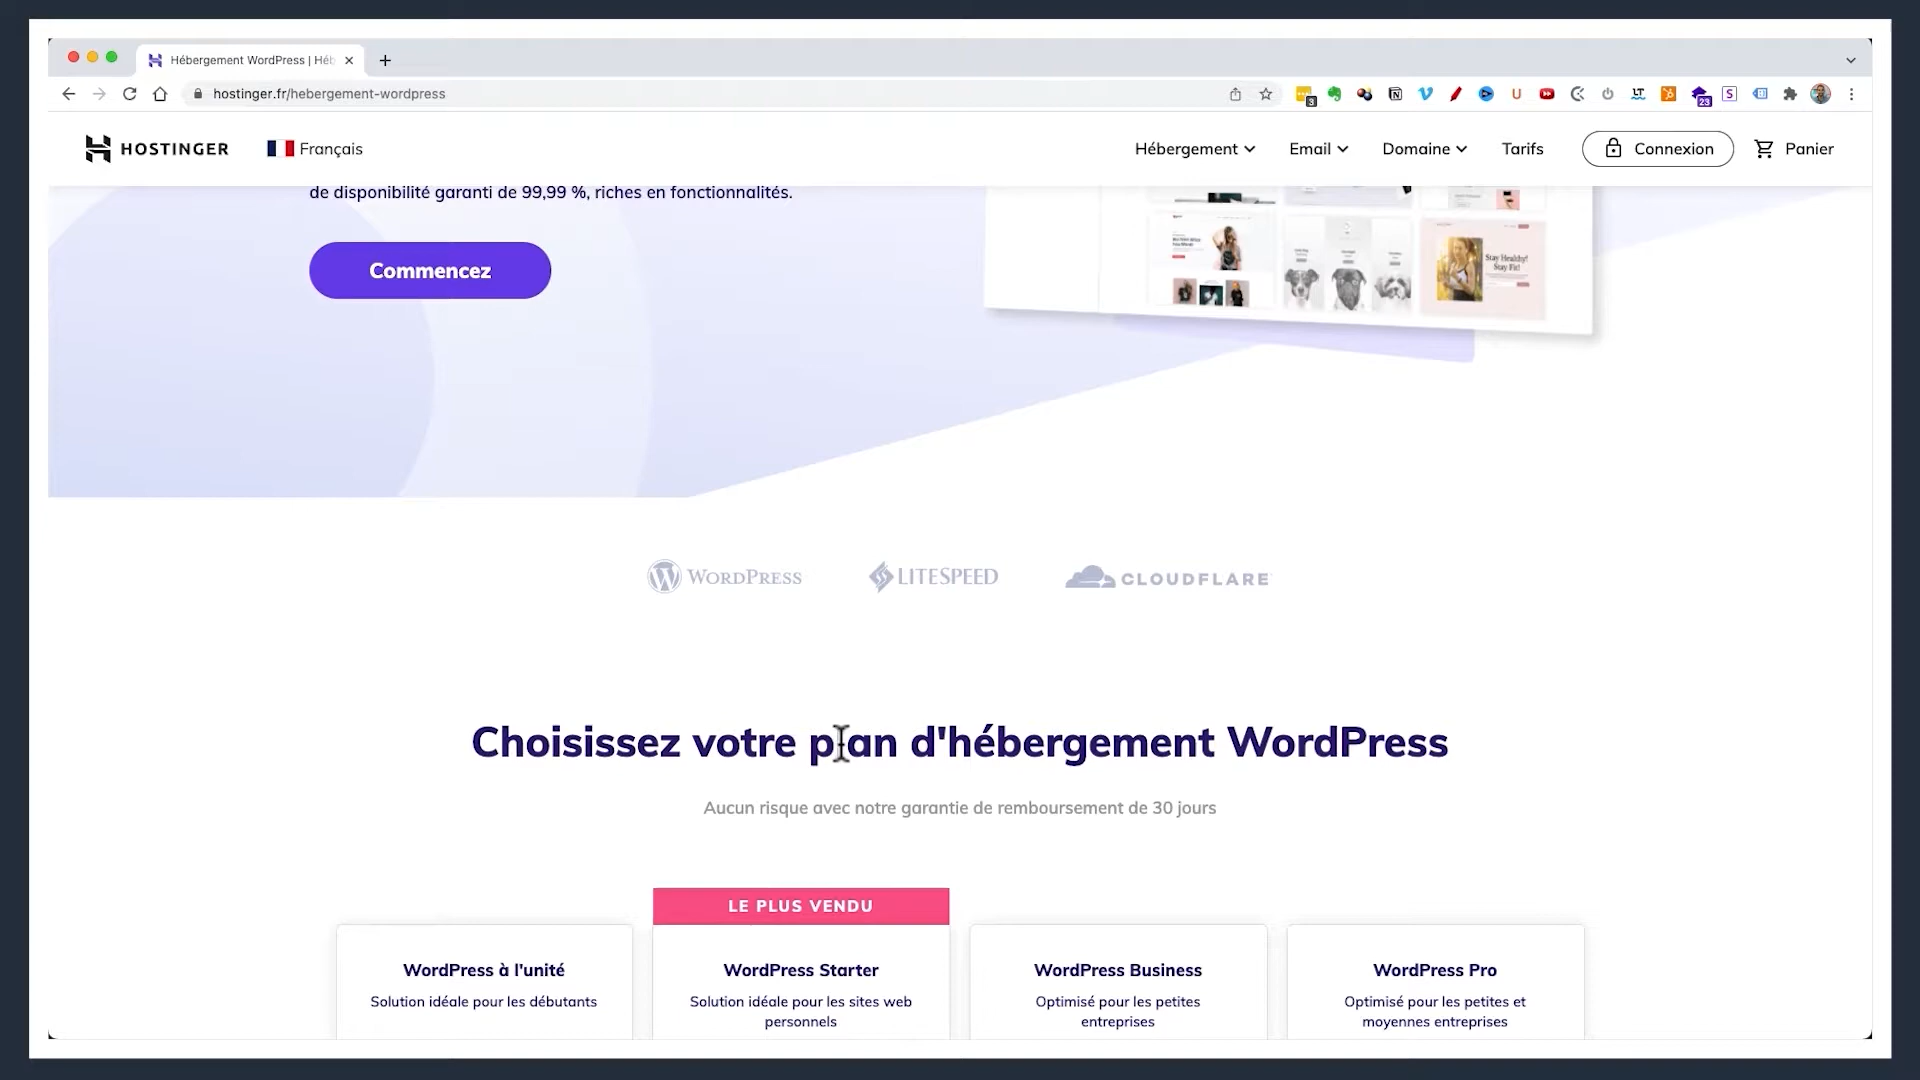 Hébergement WordPress | Héb
hostinger.fr/hebergement-wordpress
3
23
HOSTINGER
Français
Hébergement
Email
Domaine
Tarifs
Connexion
Panier
de disponibilité garanti de 99,99 %, riches en fonctionnalités.
Commencez
Stay Healthy!
Stay Fit!
WORDPRESS
LITESPEED
CLOUDFLARE
Choisissez votre plan d'hébergement WordPress
Aucun risque avec notre garantie de remboursement de 30 jours
LE PLUS VENDU
WordPress à l'unité
Solution idéale pour les débutants
WordPress Starter
Solution idéale pour les sites web
personnels
WordPress Business
Optimisé pour les petites
entreprises
WordPress Pro
Optimisé pour les petites et
moyennes entreprises